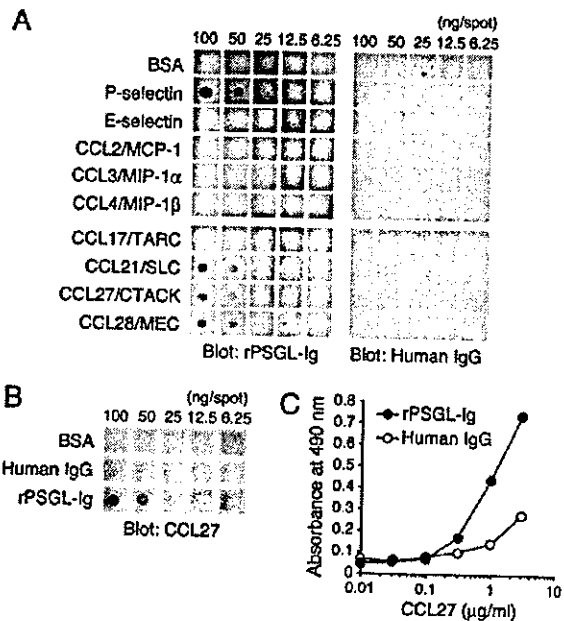 A
(ng/spot)
100 50 25 12.5 6.25 100 50 25 12.5 6.25
BSA
P-selectin
E-selectin
CCL2/MCP-1
CCL3/MIP-1α
CCL4/MIP-1β
CCL17/TARC
CCL21/SLC
CCL27/CTACK
CCL28/MEC
Blot: rPSGL-Ig Blot: Human IgG
B
(ng/spot)
100 50 25 12.5 6.25
BSA
Human IgG
rPSGL-Ig
Blot: CCL27
C
Absorbance at 490 nm
0.8
0.7
0.6
0.5
0.4
0.3
0.2
0.1
0
rPSGL-Ig
Human IgG
0.01 0.1 1 10
CCL27 (μg/ml)